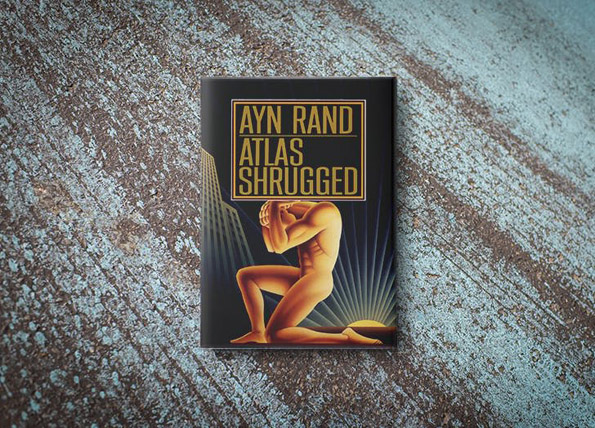 AYN RAND
ATLAS
SHRUGGED